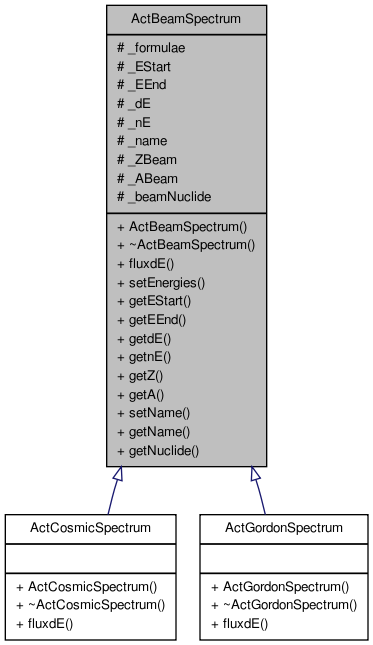 ActBeamSpectrum
# _formulae
# _EStart
# _EEnd
# _dE
# _nE
# _name
# _ZBeam
# _ABeam
# _beamNuclide
+ ActBeamSpectrum()
+ ~ActBeamSpectrum()
+ fluxdE()
+ setEnergies()
+ getEStart()
+ getEEnd()
+ getdE()
+ getnE()
+ getZ()
+ getA()
+ setName()
+ getName()
+ getNuclide()
ActCosmicSpectrum
+ ActCosmicSpectrum()
+ ~ActCosmicSpectrum()
+ fluxdE()
ActGordonSpectrum
+ ActGordonSpectrum()
+ ~ActGordonSpectrum()
+ fluxdE()